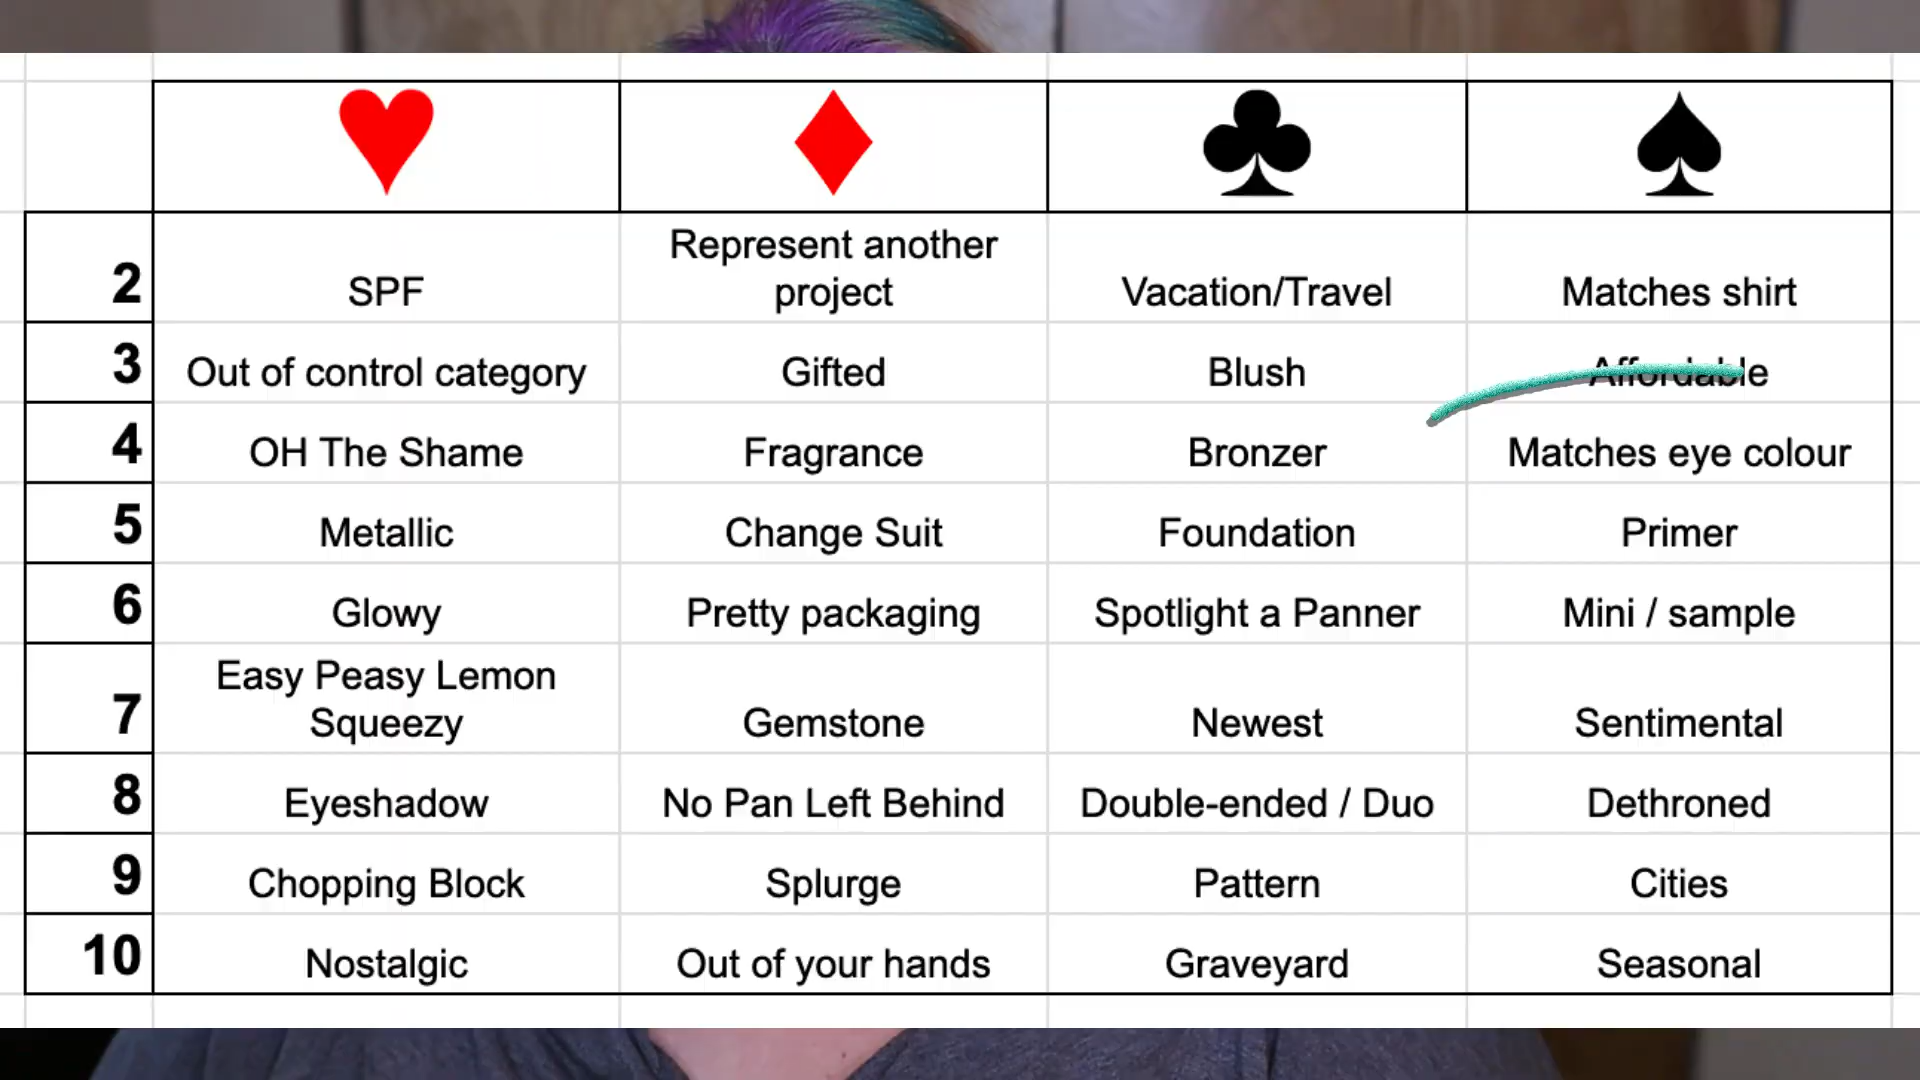 ♥ ♦ ♣ ♠
2 SPF Represent another project Vacation/Travel Matches shirt
3 Out of control category Gifted Blush Affordable
4 OH The Shame Fragrance Bronzer Matches eye colour
5 Metallic Change Suit Foundation Primer
6 Glowy Pretty packaging Spotlight a Panner Mini / sample
7 Easy Peasy Lemon Squeezy Gemstone Newest Sentimental
8 Eyeshadow No Pan Left Behind Double-ended / Duo Dethroned
9 Chopping Block Splurge Pattern Cities
10 Nostalgic Out of your hands Graveyard Seasonal